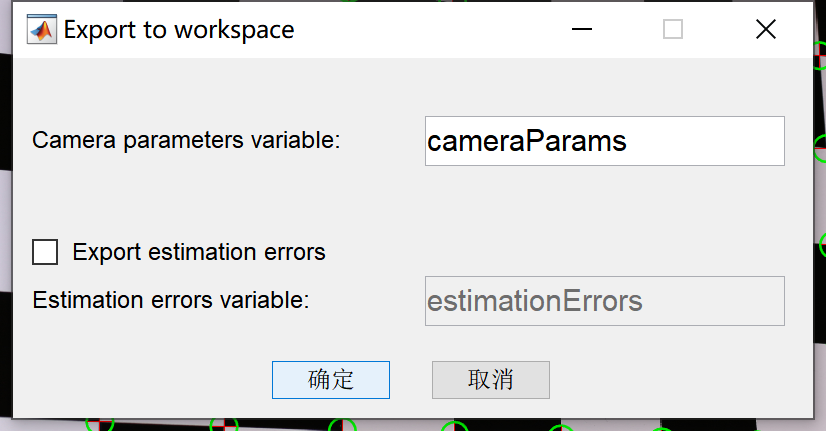 Export to workspace
Camera parameters variable: cameraParams
Export estimation errors
Estimation errors variable: estimationErrors
确定 取消